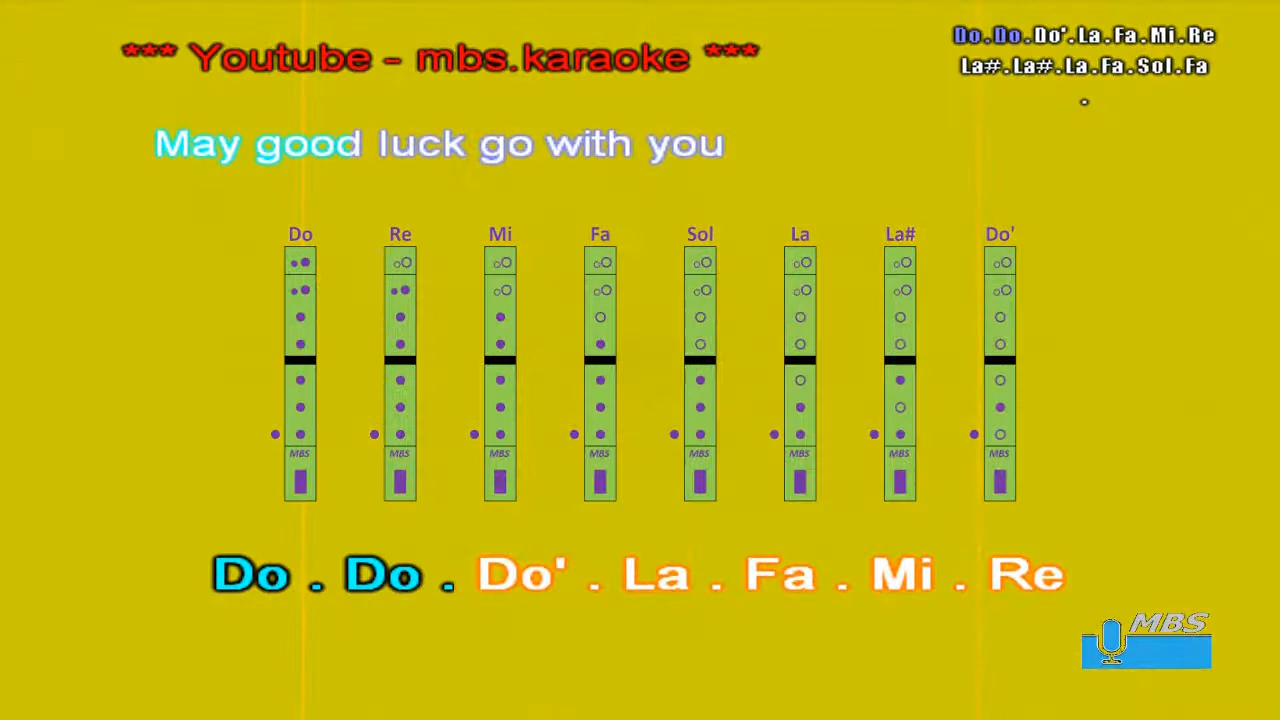 *** Youtube - mbs.karaoke ***
Do.Do.Do'.La.Fa.Mi.Re
La#.La#.La.Fa.Sol.Fa
.
May good luck go with you
Do Re Mi Fa Sol La La# Do'
MBS MBS MBS MBS MBS MBS MBS MBS
Do . Do . Do' . La . Fa . Mi . Re
MBS